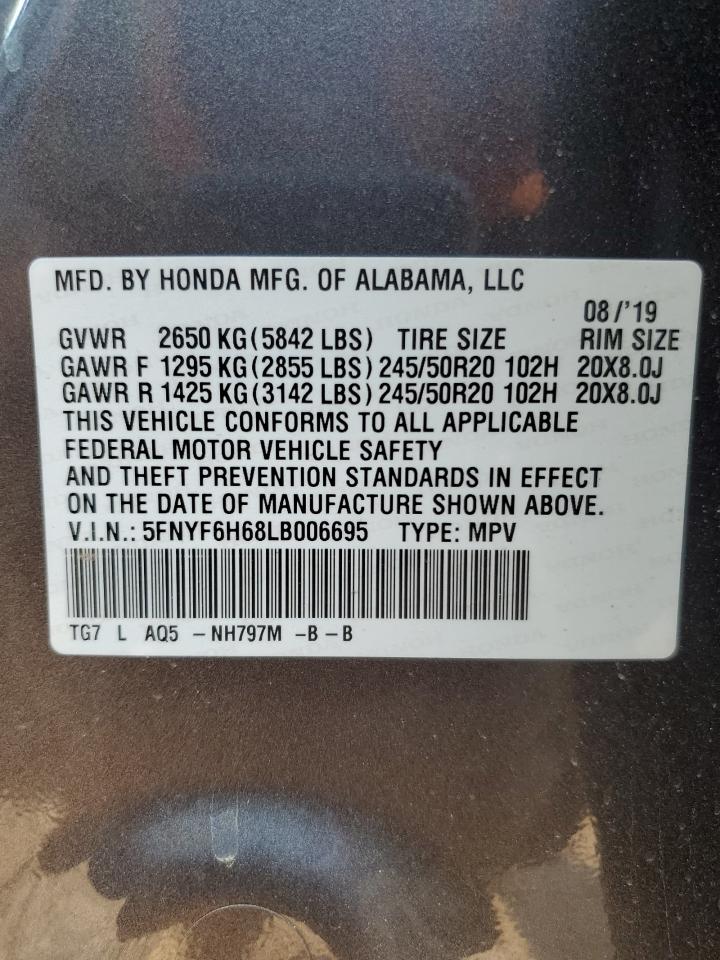 MFD. BY HONDA MFG. OF ALABAMA, LLC
08/'19
GVWR 2650 KG (5842 LBS) TIRE SIZE RIM SIZE
GAWR F 1295 KG (2855 LBS) 245/50R20 102H 20X8.0J
GAWR R 1425 KG (3142 LBS) 245/50R20 102H 20X8.0J
THIS VEHICLE CONFORMS TO ALL APPLICABLE
FEDERAL MOTOR VEHICLE SAFETY
AND THEFT PREVENTION STANDARDS IN EFFECT
ON THE DATE OF MANUFACTURE SHOWN ABOVE.
V.I.N.: 5FNYF6H68LB006695 TYPE: MPV
TG7 L AQ5 -NH797M -B -B